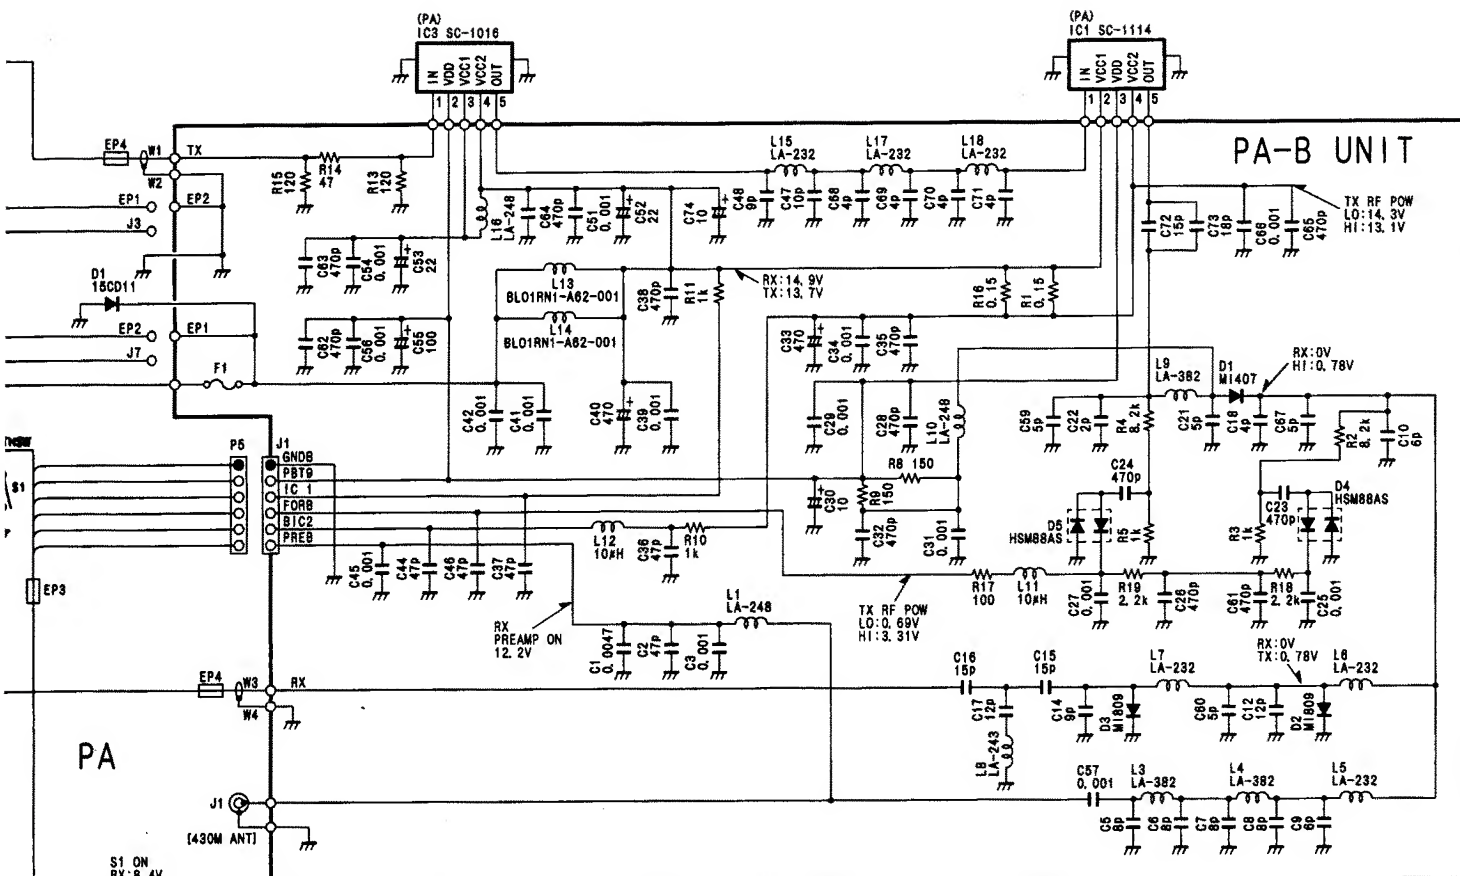 (PA)
IC3 SC-1016
IN
VDD
VCC1
VCC2
OUT
1 2 3 4 5
(PA)
IC1 SC-1114
IN
VCC1
VDD
VCC2
OUT
1 2 3 4 5
PA-B UNIT
EP4
W1
TX
W2
EP1
EP2
J3
D1
15CD11
EP2
EP1
J7
F1
R15
120
R14
47
R13
120
L16
LA-248
C64
470p
C51
0.001
C52
22
C74
10
C63
470p
C54
0.001
C53
22
C62
470p
C56
0.001
C55
100
L13
BL01RN1-A62-001
L14
BL01RN1-A62-001
C38
470p
R11
1k
RX:14.9V
TX:13.7V
C42
0.001
C41
0.001
C40
470
C39
0.001
L15
LA-232
L17
LA-232
L18
LA-232
C48
9p
C47
10p
C68
4p
C69
4p
C70
4p
C71
4p
C72
15p
C73
18p
C66
0.001
C65
470p
TX RF POW
LO:14.3V
HI:13.1V
R16
0.15
R1
0.15
C33
470
C34
0.001
C35
470p
C29
0.001
C28
470p
L10
LA-248
L9
LA-382
D1
MI407
RX:0V
HI:0.78V
C59
5p
C22
2p
R4
8.2k
C21
5p
C18
4p
C67
5p
R2
8.2k
C10
6p
P5
J1
GNDB
PBT9
IC 1
FORB
BIC2
PREB
S1
EP3
R8 150
C30
10
R9
150
C32
470p
C31
0.001
C24
470p
D5
HSM88AS
R5
1k
R3
1k
C23
470p
D4
HSM88AS
C45
0.001
C44
47p
C46
47p
C37
47p
L12
10μH
C36
47p
R10
1k
R17
100
L11
10μH
C27
0.001
R19
2.2k
C26
470p
C61
470p
R18
2.2k
C25
0.001
TX RF POW
LO:0.69V
HI:3.31V
RX
PREAMP ON
12.2V
L1
LA-248
C1
0.0047
C2
47p
C3
0.001
EP4
W3
RX
W4
C16
15p
C15
15p
C17
12p
L8
LA-243
C14
9p
D3
MI809
L7
LA-232
C60
5p
C12
12p
D2
MI809
RX:0V
TX:0.78V
L6
LA-232
PA
J1
[430M ANT]
C57
0.001
L3
LA-382
L4
LA-382
L5
LA-232
C5
8p
C6
8p
C7
8p
C8
8p
C9
6p
S1 ON
RX:8.4V